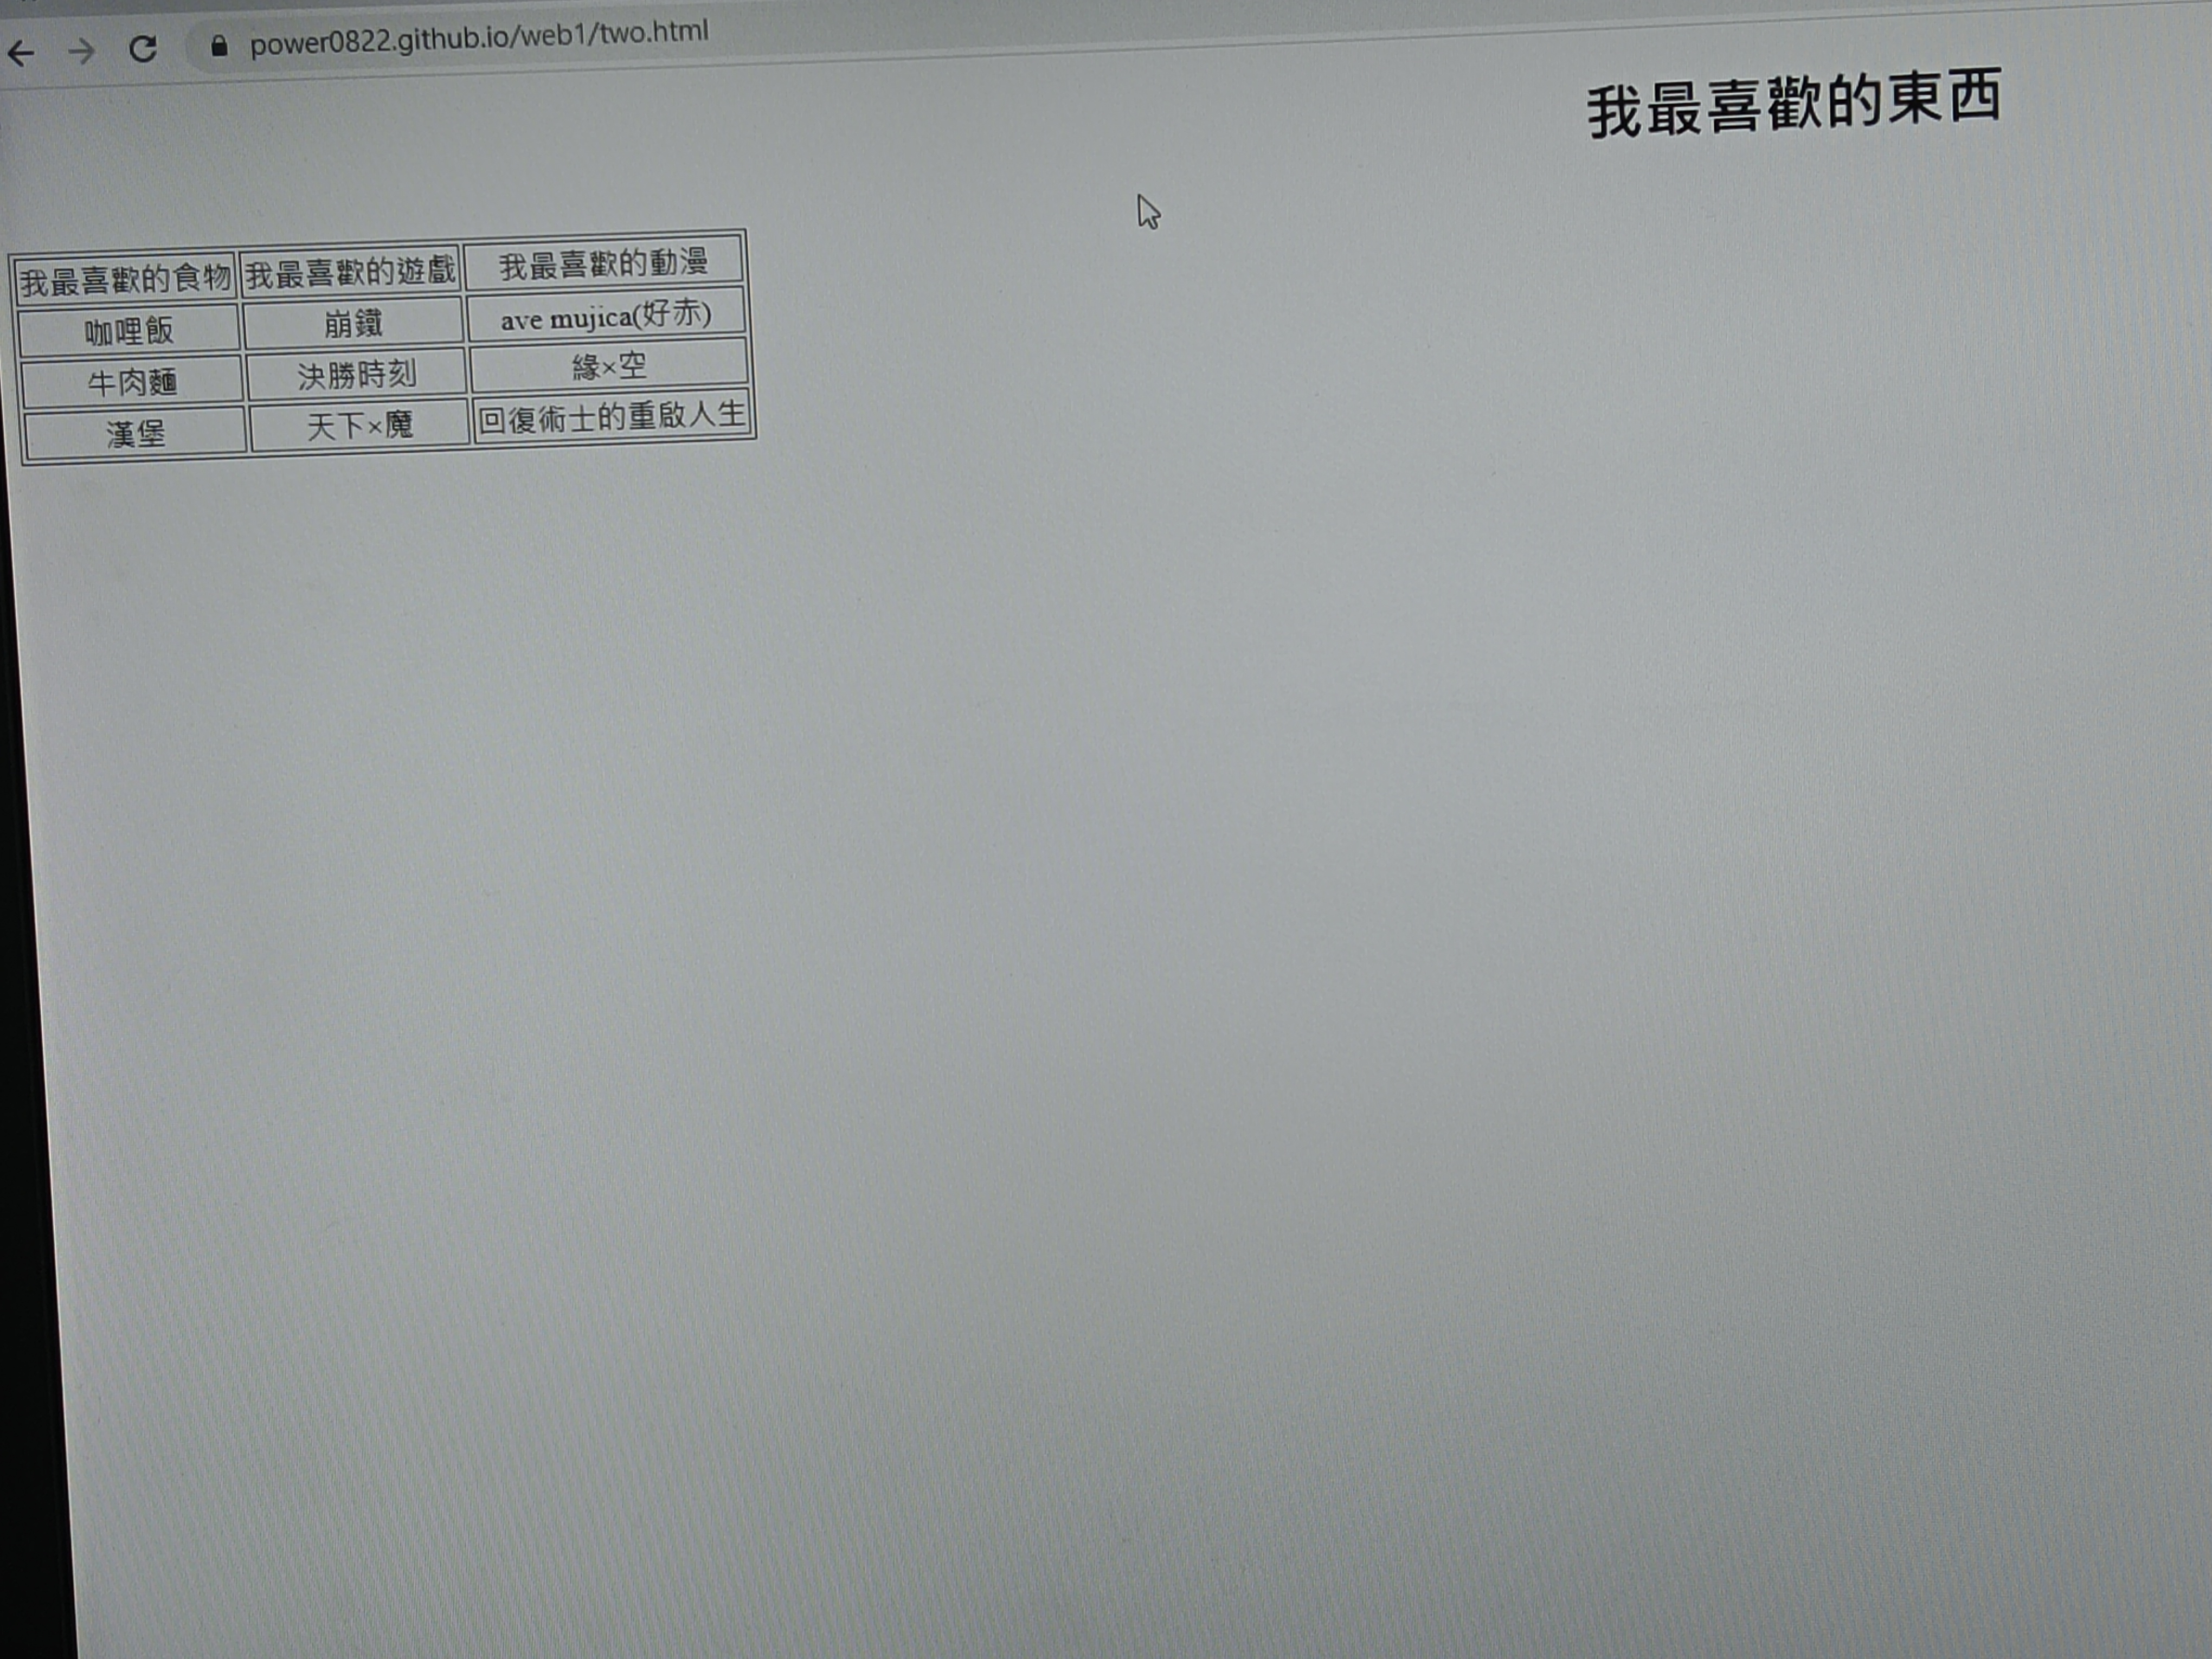 power0822.github.io/web1/two.html
我最喜歡的東西
我最喜歡的食物 我最喜歡的遊戲 我最喜歡的動漫
咖哩飯 崩鐵 ave mujica(好赤)
牛肉麵 決勝時刻 緣×空
漢堡 天下×魔 回復術士的重啟人生